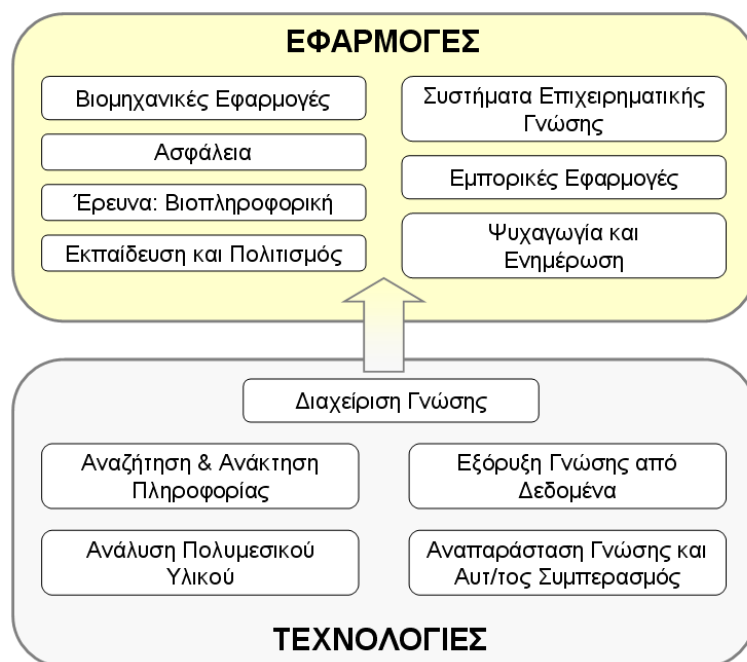 ΕΦΑΡΜΟΓΕΣ
Βιομηχανικές Εφαρμογές
Ασφάλεια
Έρευνα: Βιοπληροφορική
Εκπαίδευση και Πολιτισμός
Συστήματα Επιχειρηματικής
Γνώσης
Εμπορικές Εφαρμογές
Ψυχαγωγία και
Ενημέρωση
Διαχείριση Γνώσης
Αναζήτηση & Ανάκτηση
Πληροφορίας
Εξόρυξη Γνώσης από
Δεδομένα
Ανάλυση Πολυμεσικού
Υλικού
Αναπαράσταση Γνώσης και
Αυτ/τος Συμπερασμός
ΤΕΧΝΟΛΟΓΙΕΣ